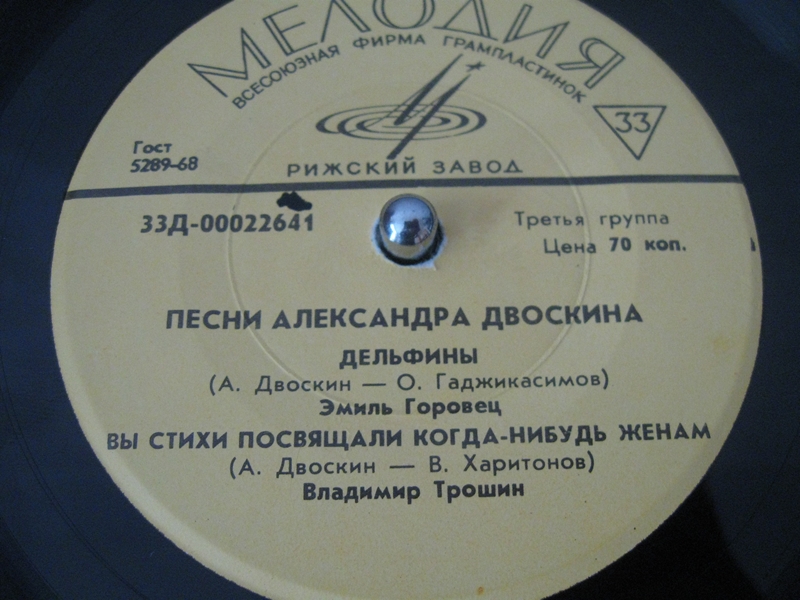 МЕЛОДИЯ
ВСЕСОЮЗНАЯ ФИРМА ГРАМПЛАСТИНОК
33
Гост
5289-68
РИЖСКИЙ ЗАВОД
33Д-00022641
Третья группа
Цена 70 коп.
ПЕСНИ АЛЕКСАНДРА ДВОСКИНА
ДЕЛЬФИНЫ
(А. Двоскин — О. Гаджикасимов)
Эмиль Горовец
ВЫ СТИХИ ПОСВЯЩАЛИ КОГДА-НИБУДЬ ЖЕНАМ
(А. Двоскин — В. Харитонов)
Владимир Трошин